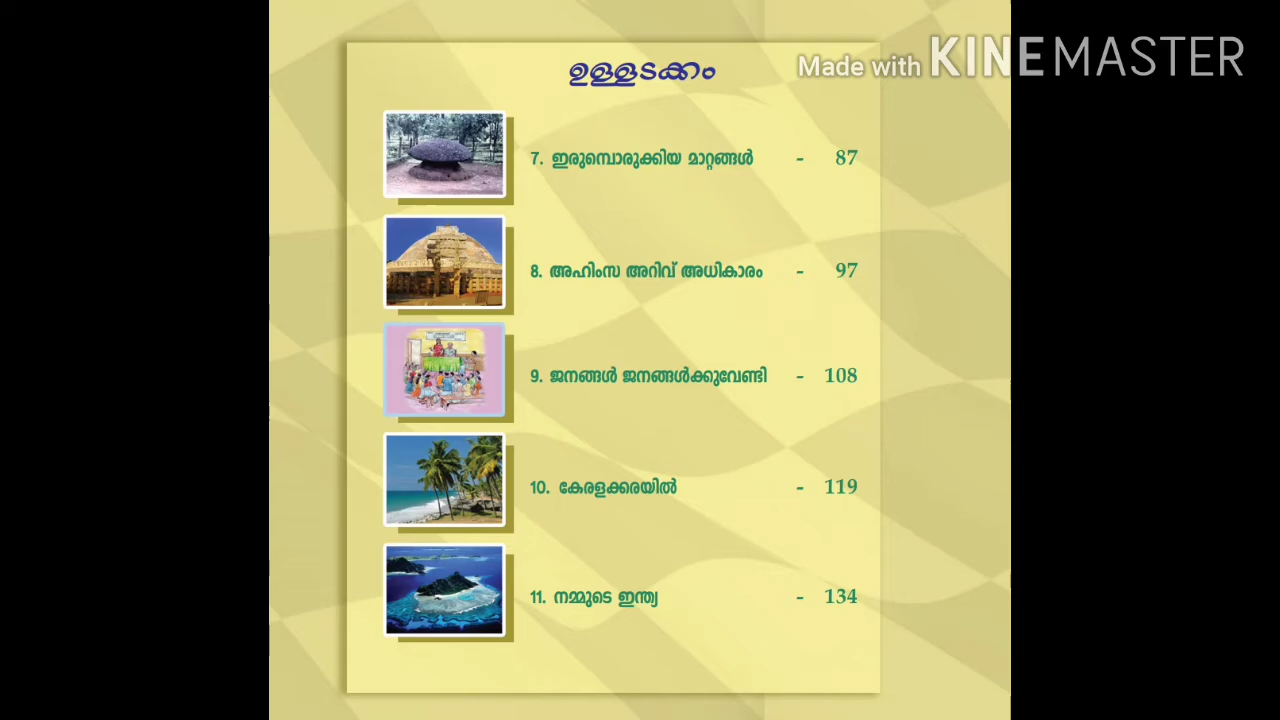 Made with KINEMASTER
ഉള്ളടക്കം
7. ഇരുമ്പൊരുക്കിയ മാറ്റങ്ങൾ - 87
8. അഹിംസ അറിവ് അധികാരം - 97
9. ജനങ്ങൾ ജനങ്ങൾക്കുവേണ്ടി - 108
10. കേരളക്കരയിൽ - 119
11. നമ്മുടെ ഇന്ത്യ - 134